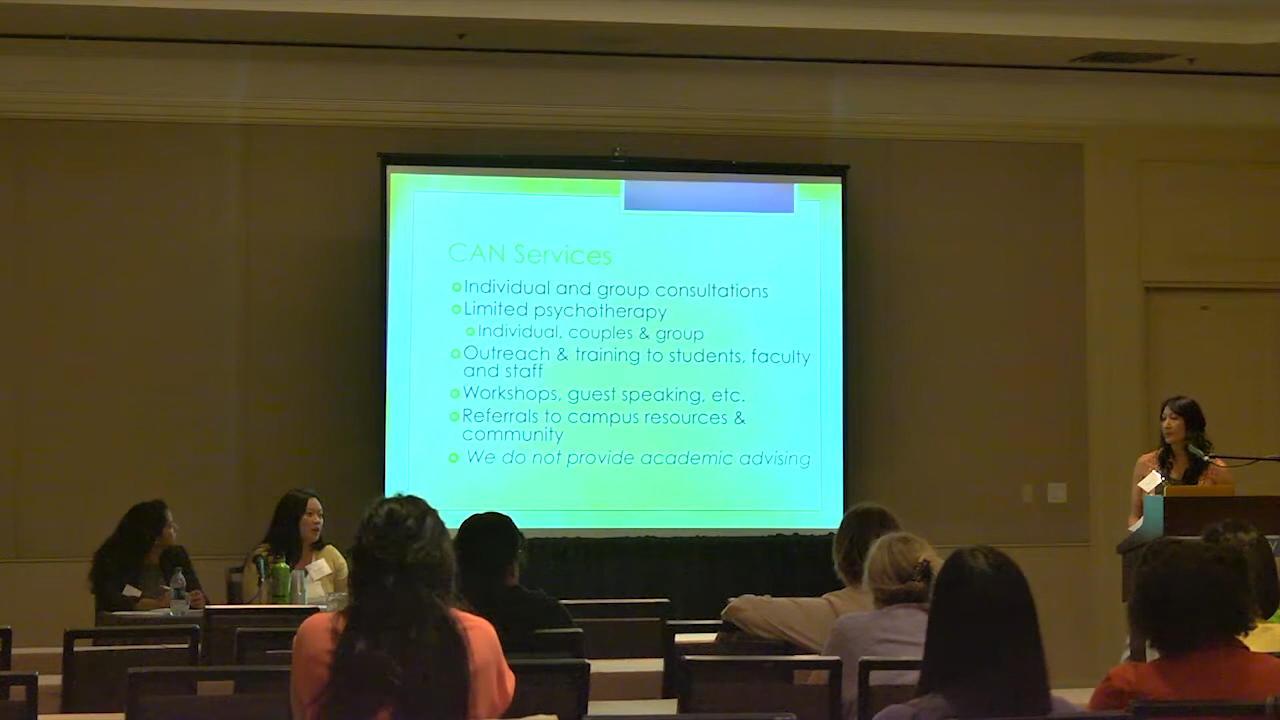 CAN Services
Individual and group consultations
Limited psychotherapy
Individual, couples & group
Outreach & training to students, faculty
and staff
Workshops, guest speaking, etc.
Referrals to campus resources &
community
We do not provide academic advising